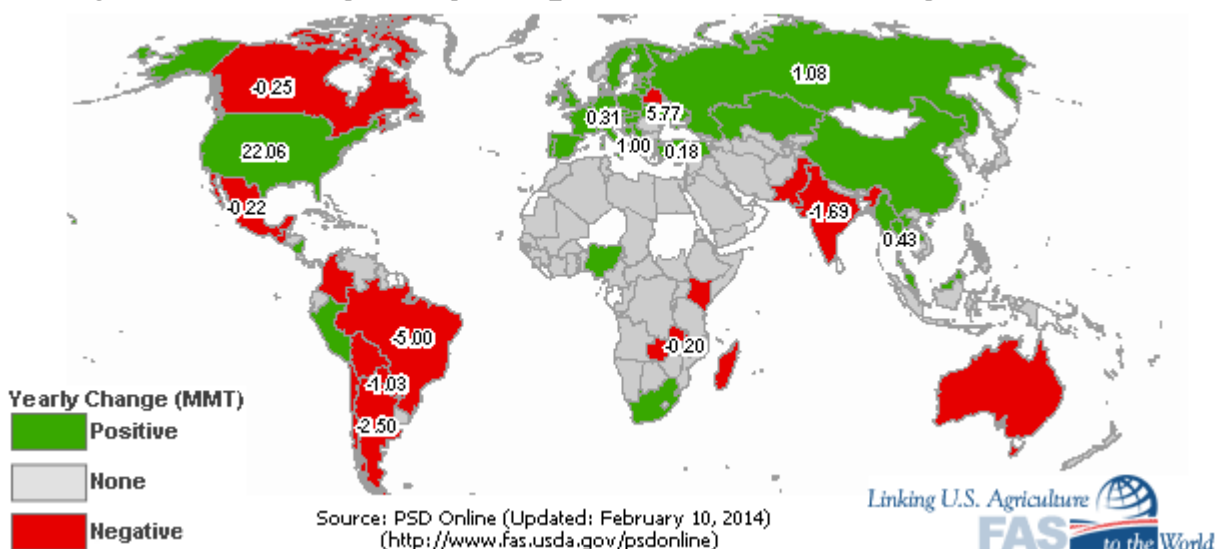 -0.25
1.08
0.31
5.77
22.06
1.00
0.18
-0.22
-1.69
0.43
-5.00
-0.20
-1.03
-2.50
Yearly Change (MMT)
Positive
None
Negative
Source: PSD Online (Updated: February 10, 2014)
(http://www.fas.usda.gov/psdonline)
Linking U.S. Agriculture
FAS
to the World